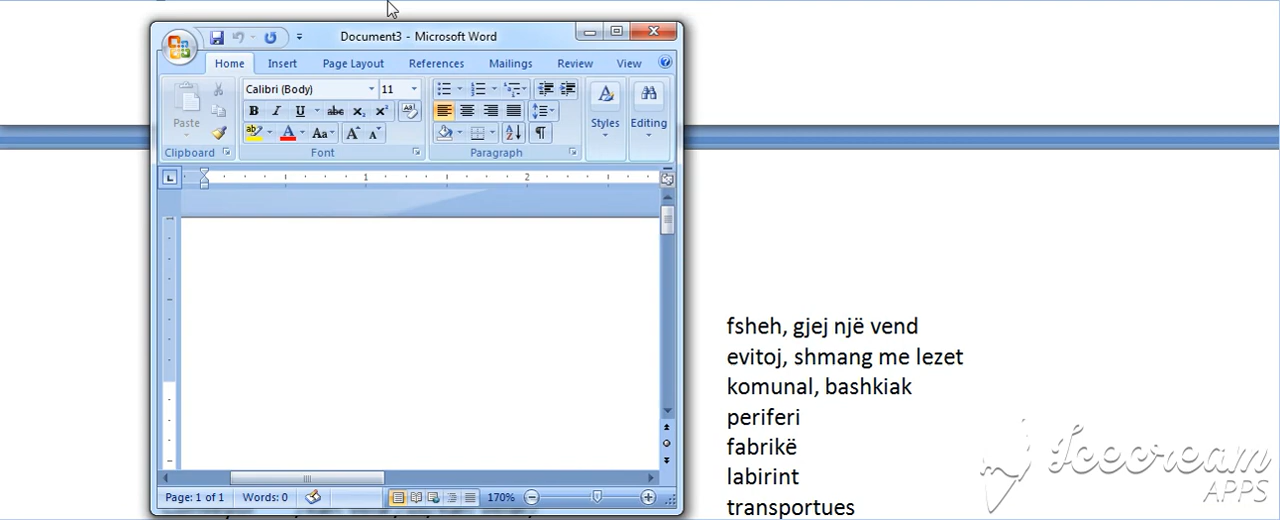 Document3 - Microsoft Word
Home Insert Page Layout References Mailings Review View
Calibri (Body) 11
Paste
Styles
Editing
Clipboard Font Paragraph
1 2
fsheh, gjej një vend
evitoj, shmang me lezet
komunal, bashkiak
periferi
fabrikë
labirint
transportues
Page: 1 of 1 Words: 0 170%
Icecream
APPS